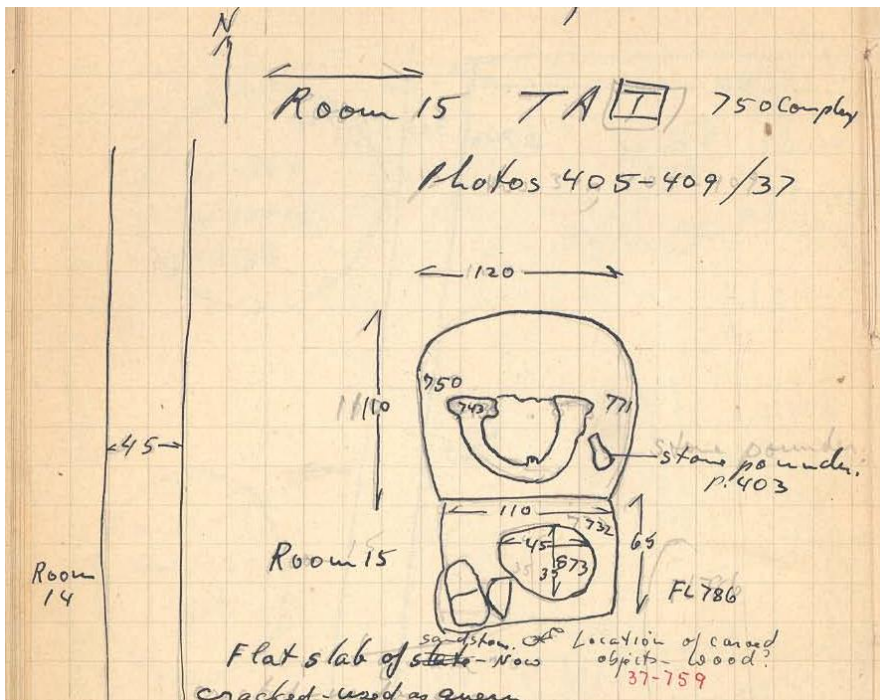 N
Room 15 TA I 750 Complex
Photos 405-409/37
120
750
110
743
771
45
stone pounder.
P. 403
110
732
Room 15
45
65
35
673
Room
14
FL 786
Flat slab of slate - Now
sandstone.
Location of carved
objects - wood?
37-759
cracked - used as quern